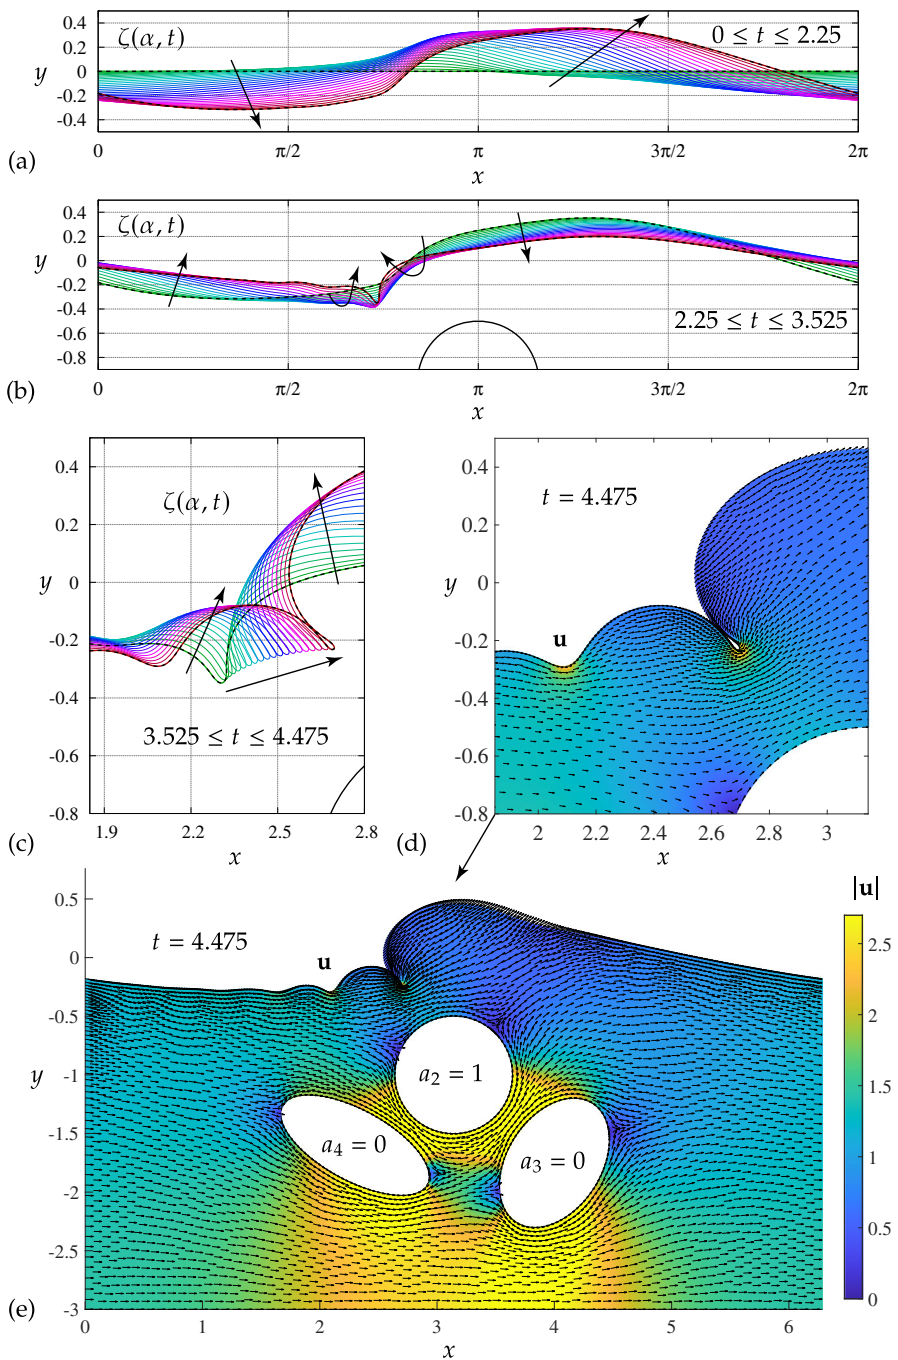 0.4
0.2
0
-0.2
-0.4
y
ζ(α, t)
0 ≤ t ≤ 2.25
0 π/2 π 3π/2 2π
x
(a)
0.4
0.2
0
-0.2
-0.4
-0.6
-0.8
y
ζ(α, t)
2.25 ≤ t ≤ 3.525
0 π/2 π 3π/2 2π
x
(b)
0.4
0.2
0
-0.2
-0.4
-0.6
-0.8
y
ζ(α, t)
3.525 ≤ t ≤ 4.475
1.9 2.2 2.5 2.8
x
(c)
0.4
0.2
0
-0.2
-0.4
-0.6
-0.8
y
t = 4.475
u
2 2.2 2.4 2.6 2.8 3
x
(d)
0.5
0
-0.5
-1
-1.5
-2
-2.5
-3
y
t = 4.475
u
a2 = 1
a4 = 0
a3 = 0
0 1 2 3 4 5 6
x
(e)
|u|
2.5
2
1.5
1
0.5
0